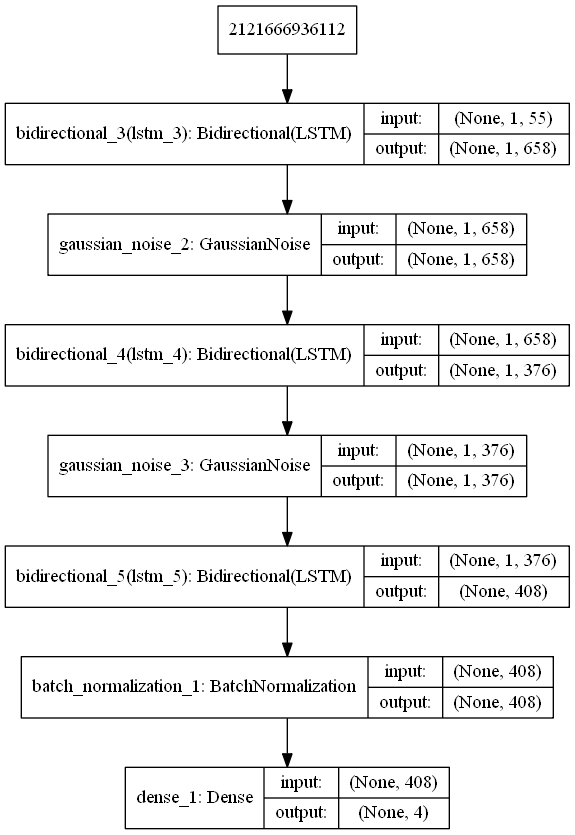 2121666936112
bidirectional_3(lstm_3): Bidirectional(LSTM)
input: (None, 1, 55)
output: (None, 1, 658)
gaussian_noise_2: GaussianNoise
input: (None, 1, 658)
output: (None, 1, 658)
bidirectional_4(lstm_4): Bidirectional(LSTM)
input: (None, 1, 658)
output: (None, 1, 376)
gaussian_noise_3: GaussianNoise
input: (None, 1, 376)
output: (None, 1, 376)
bidirectional_5(lstm_5): Bidirectional(LSTM)
input: (None, 1, 376)
output: (None, 408)
batch_normalization_1: BatchNormalization
input: (None, 408)
output: (None, 408)
dense_1: Dense
input: (None, 408)
output: (None, 4)